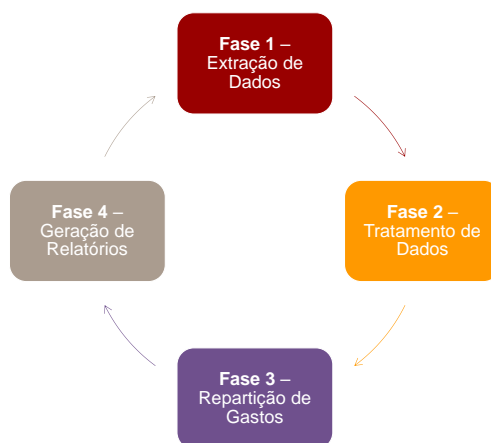 Fase 1 –
Extração de
Dados
Fase 2 –
Tratamento de
Dados
Fase 3 –
Repartição de
Gastos
Fase 4 –
Geração de
Relatórios